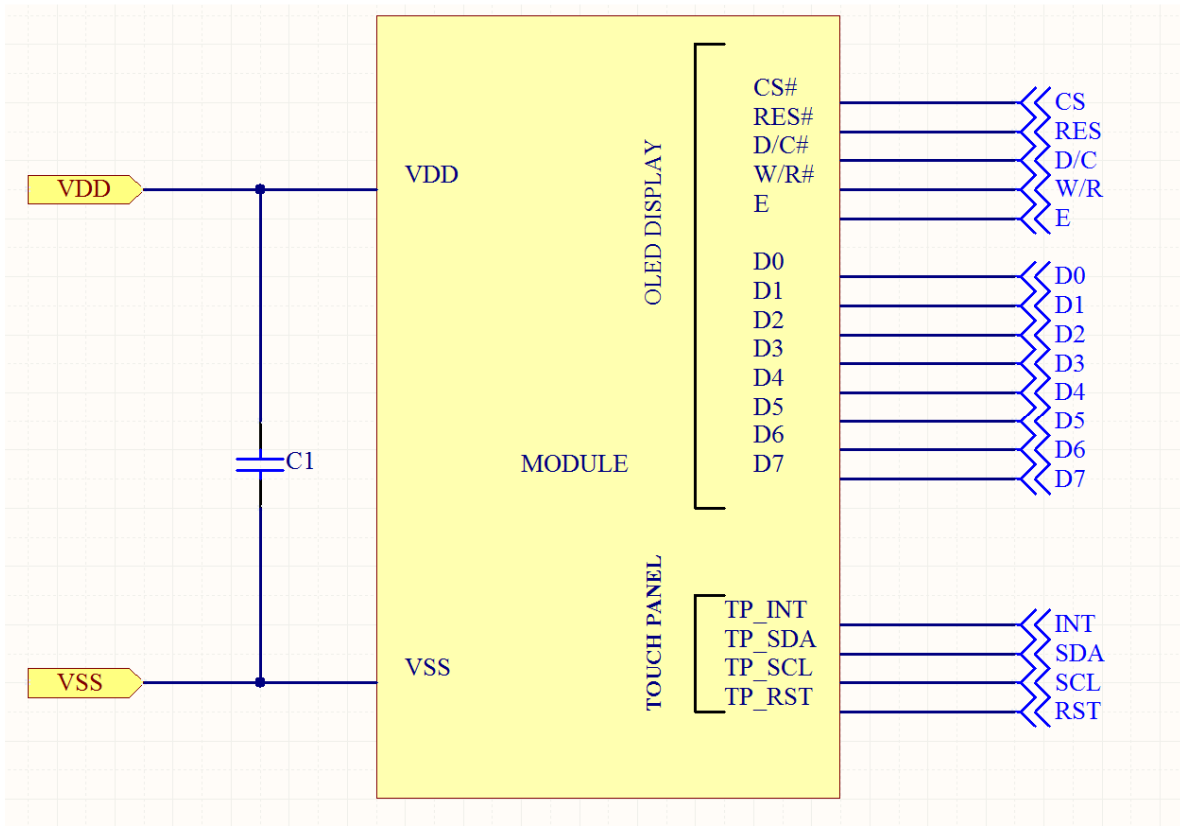 VDD
VSS
C1
VDD
VSS
MODULE
OLED DISPLAY
CS#
RES#
D/C#
W/R#
E
D0
D1
D2
D3
D4
D5
D6
D7
TOUCH PANEL
TP_INT
TP_SDA
TP_SCL
TP_RST
CS
RES
D/C
W/R
E
D0
D1
D2
D3
D4
D5
D6
D7
INT
SDA
SCL
RST